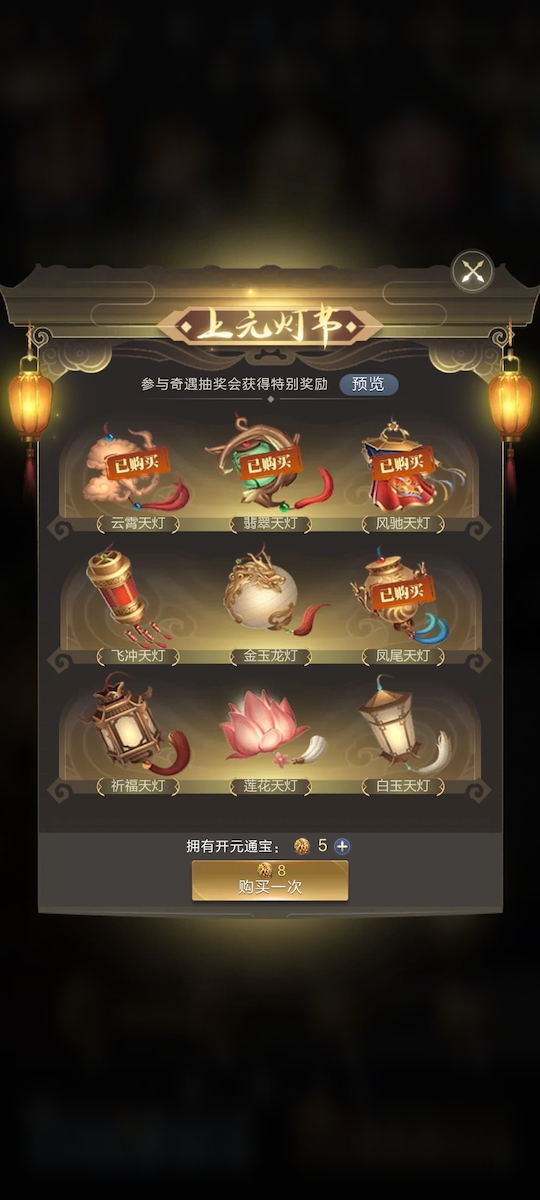 上元灯节
参与奇遇抽奖会获得特别奖励 预览
已购买 已购买 已购买
云霄天灯 翡翠天灯 风驰天灯
已购买
飞冲天灯 金玉龙灯 凤尾天灯
祈福天灯 莲花天灯 白玉天灯
拥有开元通宝： 5
8
购买一次